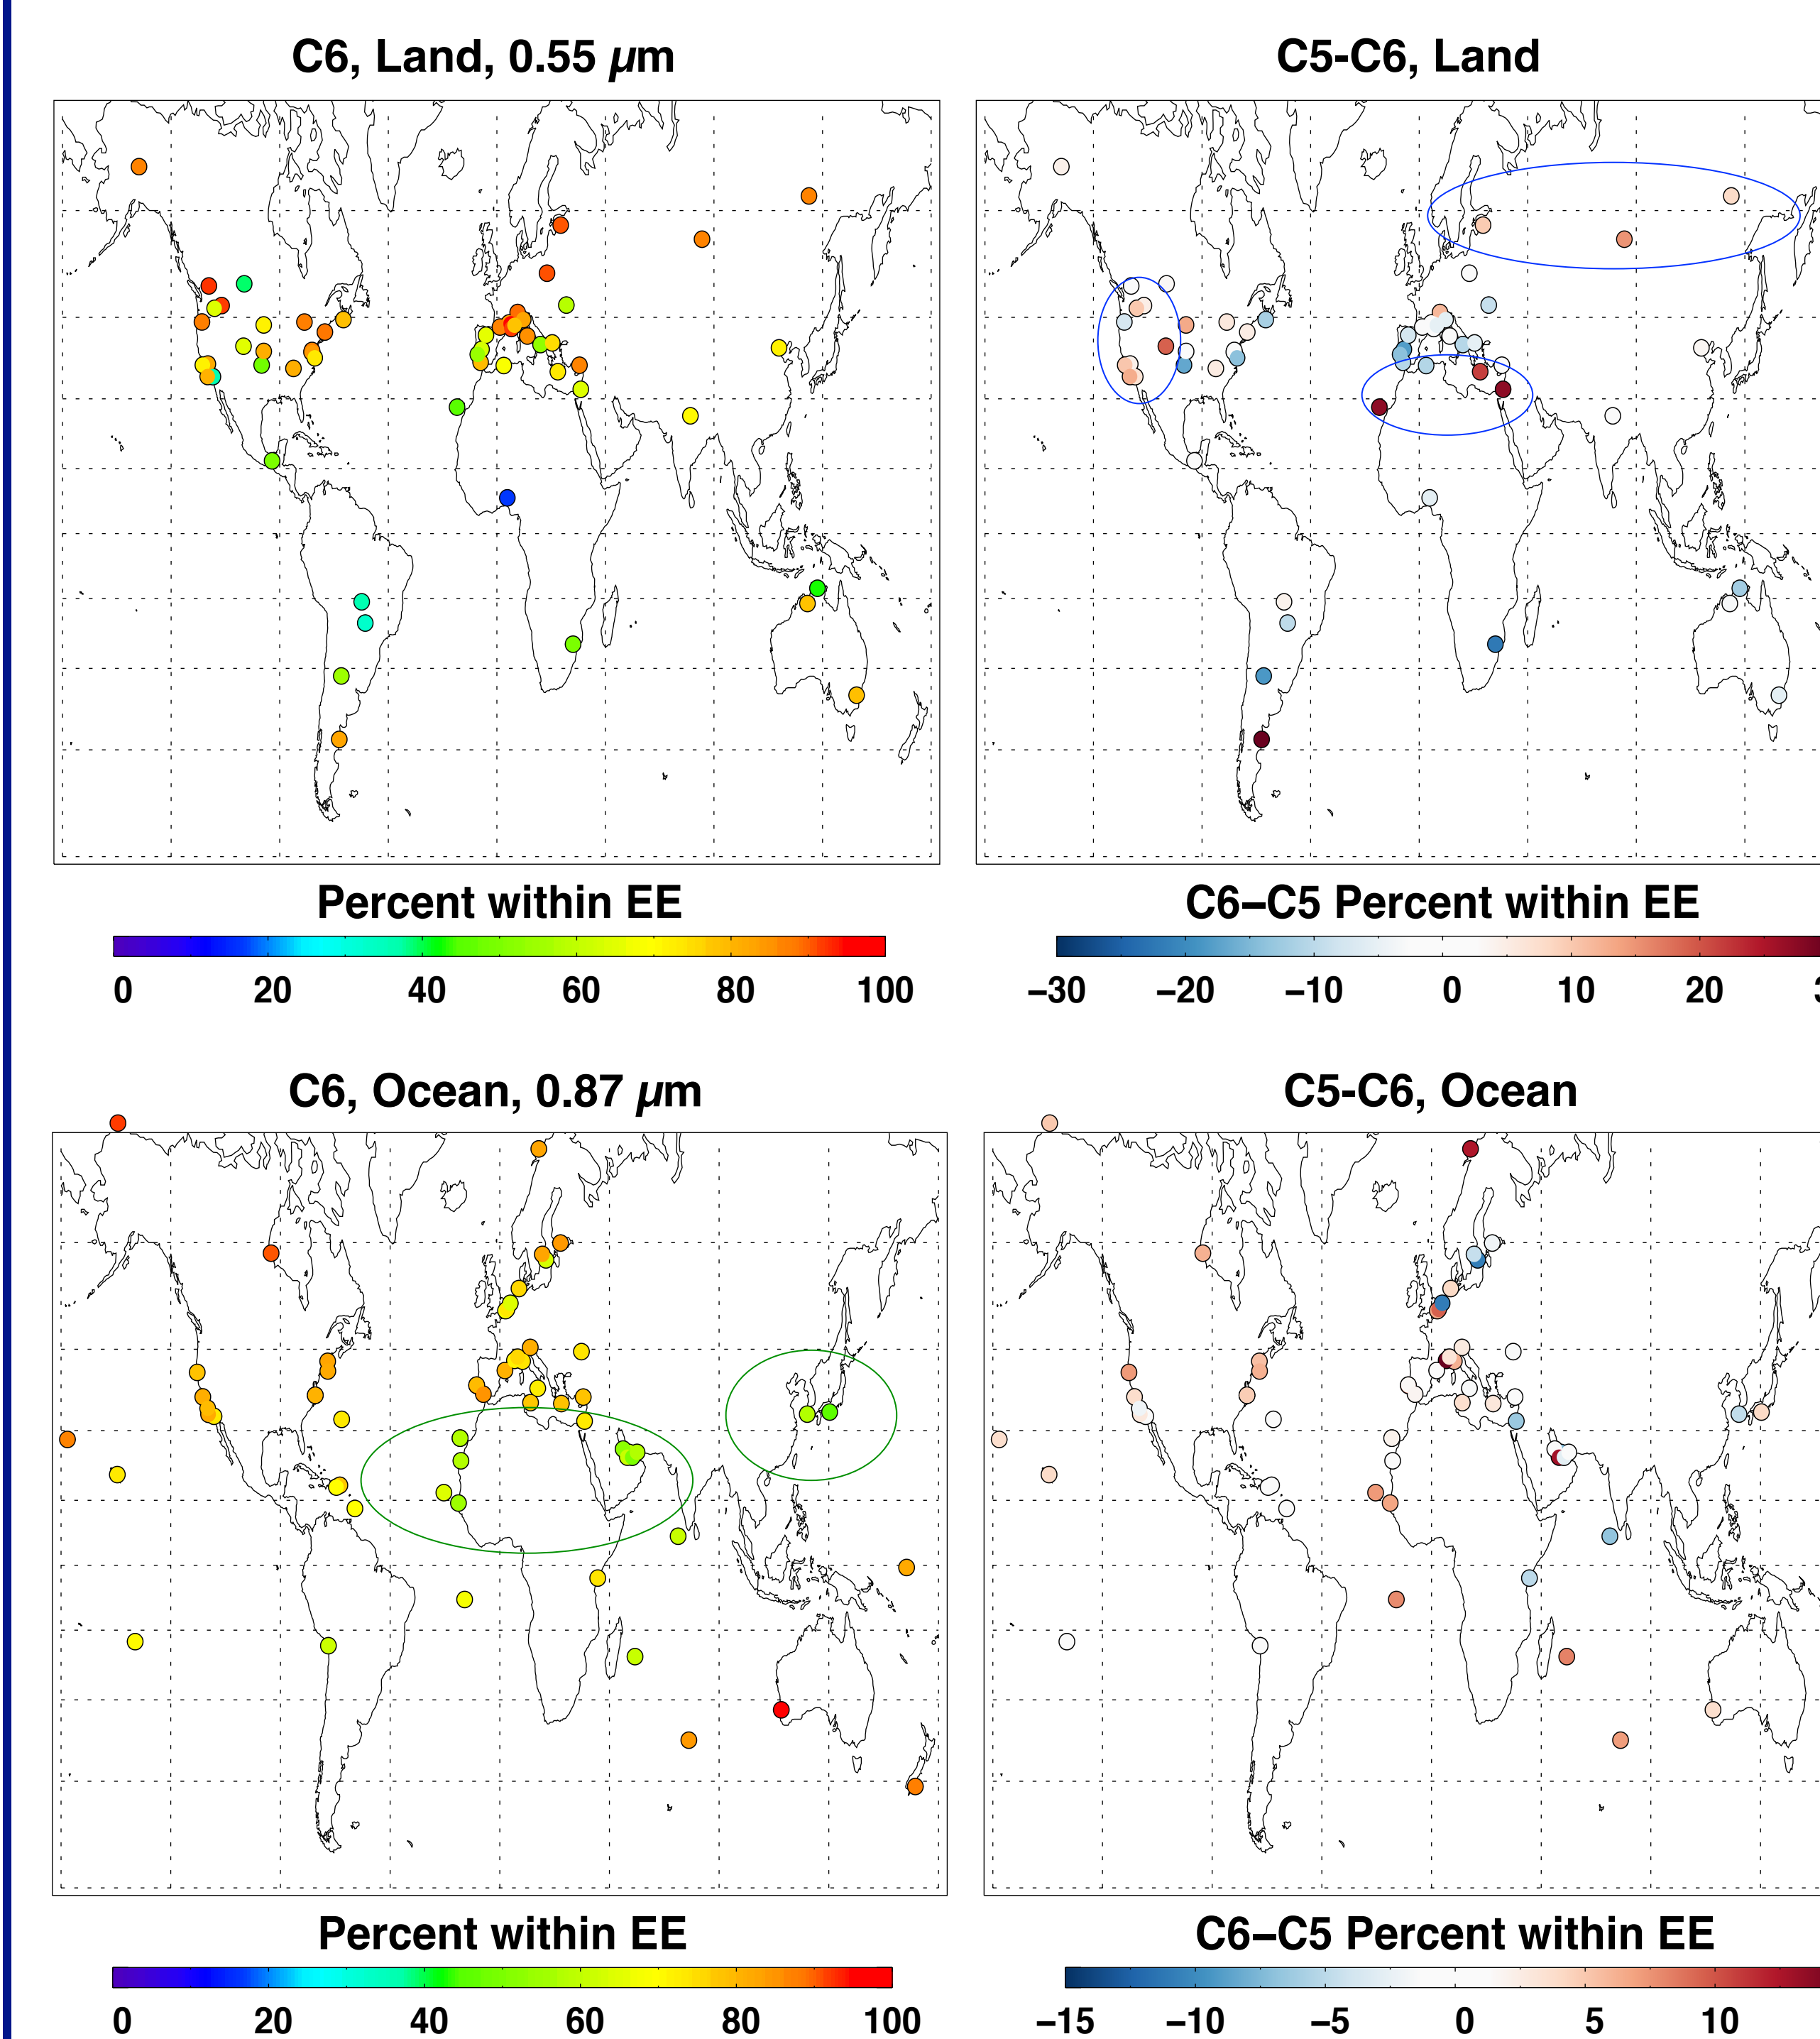 C6, Land, 0.55 µm
C5-C6, Land
Percent within EE
0 20 40 60 80 100
C6–C5 Percent within EE
−30 −20 −10 0 10 20
C6, Ocean, 0.87 µm
C5-C6, Ocean
Percent within EE
0 20 40 60 80 100
C6–C5 Percent within EE
−15 −10 −5 0 5 10